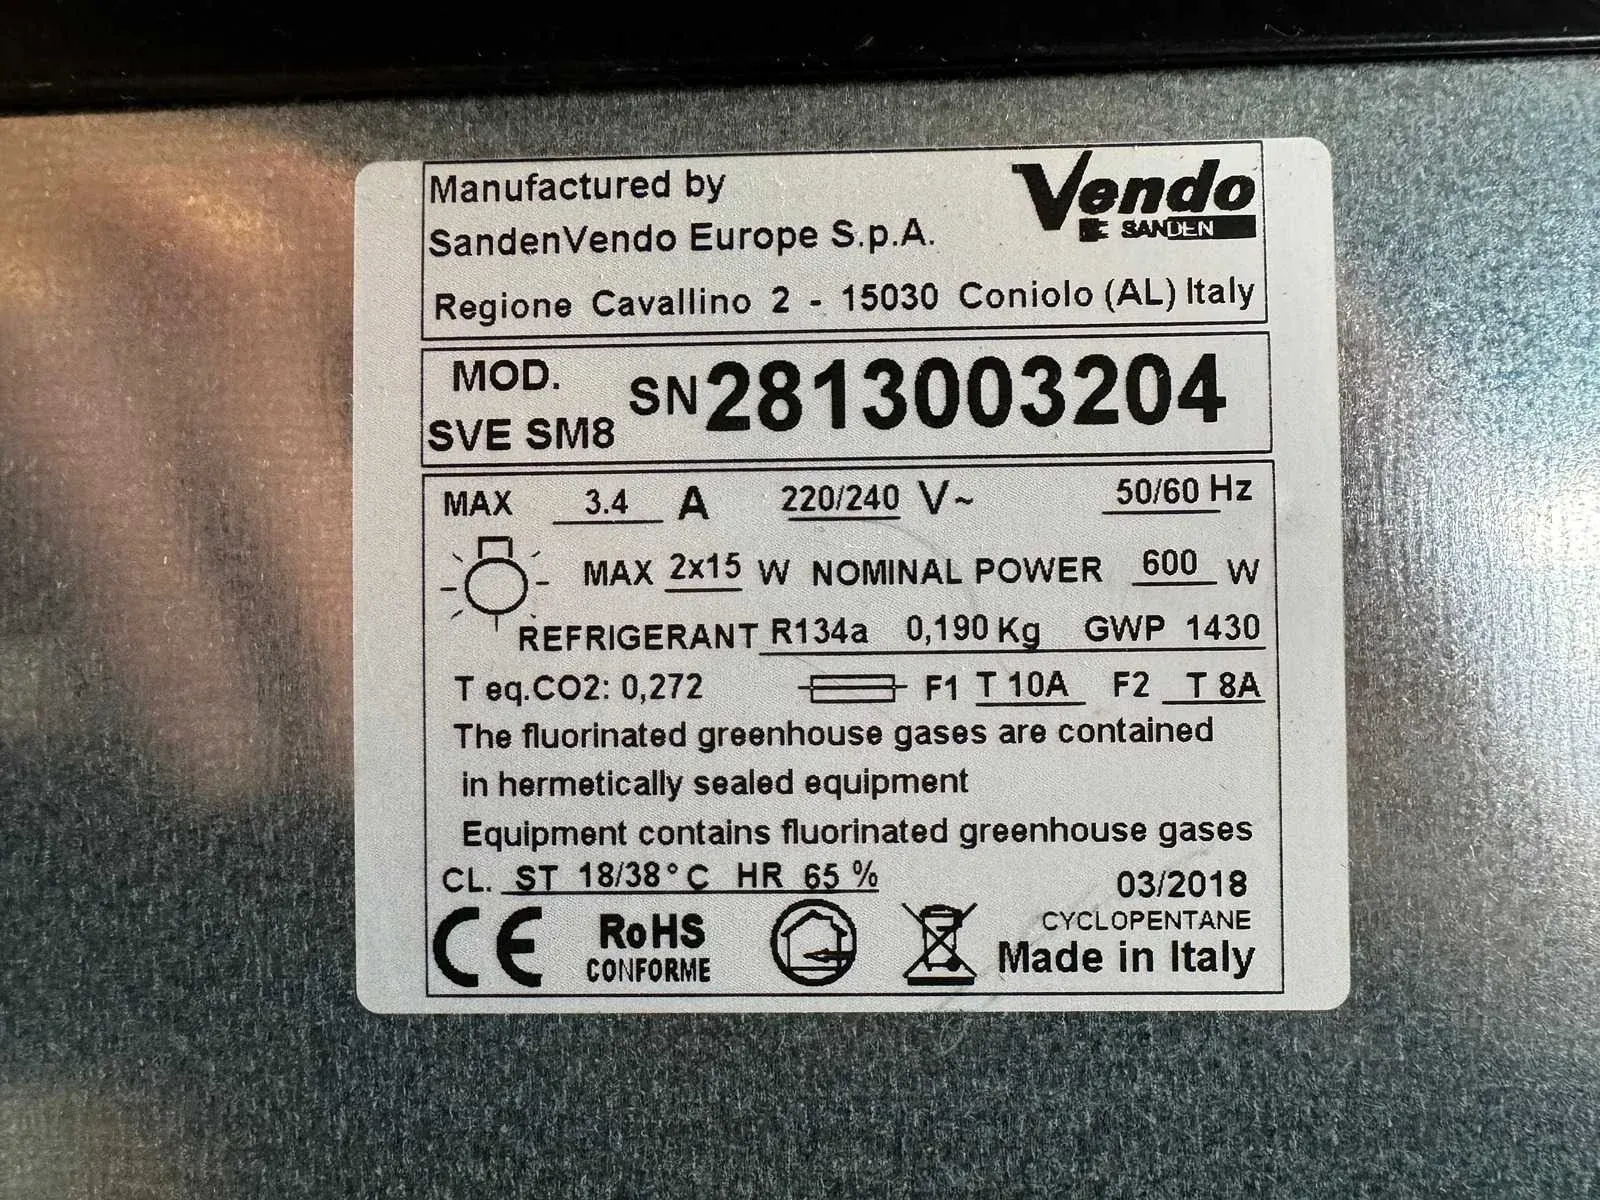 Manufactured by
SandenVendo Europe S.p.A.
Vendo
SANDEN
Regione Cavallino 2 - 15030 Coniolo (AL) Italy
MOD.
SVE SM8
SN 2813003204
MAX 3.4 A 220/240 V~ 50/60 Hz
MAX 2x15 W NOMINAL POWER 600 W
REFRIGERANT R134a 0,190 Kg GWP 1430
T eq.CO2: 0,272 F1 T 10A F2 T 8A
The fluorinated greenhouse gases are contained
in hermetically sealed equipment
Equipment contains fluorinated greenhouse gases
CL. ST 18/38°C HR 65 %
03/2018
CYCLOPENTANE
CE RoHS
CONFORME
Made in Italy